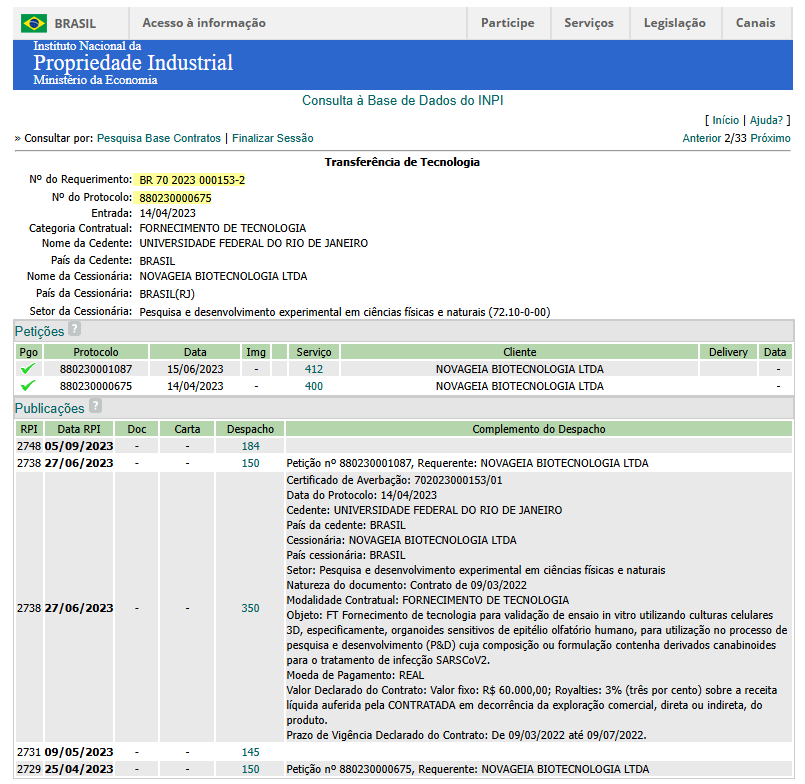 BRASIL Acesso à informação Participe Serviços Legislação Canais
Instituto Nacional da
Propriedade Industrial
Ministério da Economia
Consulta à Base de Dados do INPI
[ Início | Ajuda? ]
» Consultar por: Pesquisa Base Contratos | Finalizar Sessão Anterior 2/33 Próximo
Transferência de Tecnologia
Nº do Requerimento: BR 70 2023 000153-2
Nº do Protocolo: 880230000675
Entrada: 14/04/2023
Categoria Contratual: FORNECIMENTO DE TECNOLOGIA
Nome da Cedente: UNIVERSIDADE FEDERAL DO RIO DE JANEIRO
País da Cedente: BRASIL
Nome da Cessionária: NOVAGEIA BIOTECNOLOGIA LTDA
País da Cessionária: BRASIL(RJ)
Setor da Cessionária: Pesquisa e desenvolvimento experimental em ciências físicas e naturais (72.10-0-00)
Petições ?
Pgo Protocolo Data Img Serviço Cliente Delivery Data
880230001087 15/06/2023 - 412 NOVAGEIA BIOTECNOLOGIA LTDA -
880230000675 14/04/2023 - 400 NOVAGEIA BIOTECNOLOGIA LTDA -
Publicações ?
RPI Data RPI Doc Carta Despacho Complemento do Despacho
2748 05/09/2023 - - 184
2738 27/06/2023 - - 150 Petição nº 880230001087, Requerente: NOVAGEIA BIOTECNOLOGIA LTDA
Certificado de Averbação: 702023000153/01
Data do Protocolo: 14/04/2023
Cedente: UNIVERSIDADE FEDERAL DO RIO DE JANEIRO
País da cedente: BRASIL
Cessionária: NOVAGEIA BIOTECNOLOGIA LTDA
País cessionária: BRASIL
Setor: Pesquisa e desenvolvimento experimental em ciências físicas e naturais
Natureza do documento: Contrato de 09/03/2022
Modalidade Contratual: FORNECIMENTO DE TECNOLOGIA
2738 27/06/2023 - - 350 Objeto: FT Fornecimento de tecnologia para validação de ensaio in vitro utilizando culturas celulares
3D, especificamente, organoides sensitivos de epitélio olfatório humano, para utilização no processo de
pesquisa e desenvolvimento (P&D) cuja composição ou formulação contenha derivados canabinoides
para o tratamento de infecção SARSCoV2.
Moeda de Pagamento: REAL
Valor Declarado do Contrato: Valor fixo: R$ 60.000,00; Royalties: 3% (três por cento) sobre a receita
líquida auferida pela CONTRATADA em decorrência da exploração comercial, direta ou indireta, do
produto.
Prazo de Vigência Declarado do Contrato: De 09/03/2022 até 09/07/2022.
2731 09/05/2023 - - 145
2729 25/04/2023 - - 150 Petição nº 880230000675, Requerente: NOVAGEIA BIOTECNOLOGIA LTDA